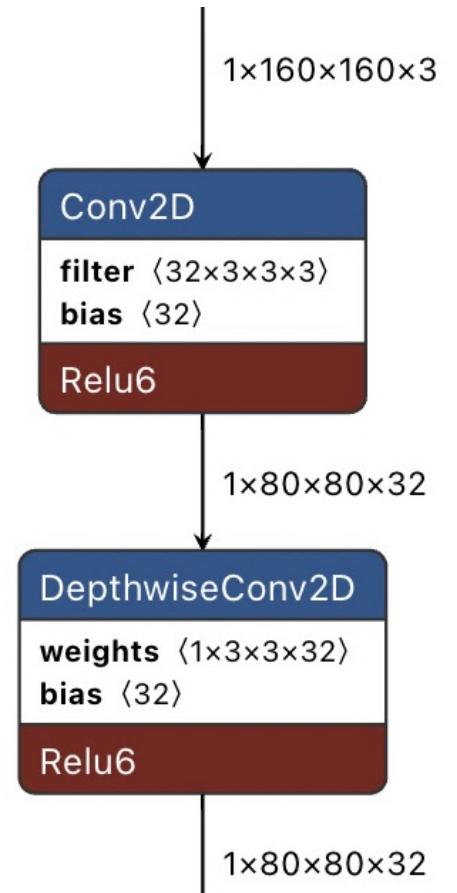 1×160×160×3
Conv2D
filter ⟨32×3×3×3⟩
bias ⟨32⟩
Relu6
1×80×80×32
DepthwiseConv2D
weights ⟨1×3×3×32⟩
bias ⟨32⟩
Relu6
1×80×80×32